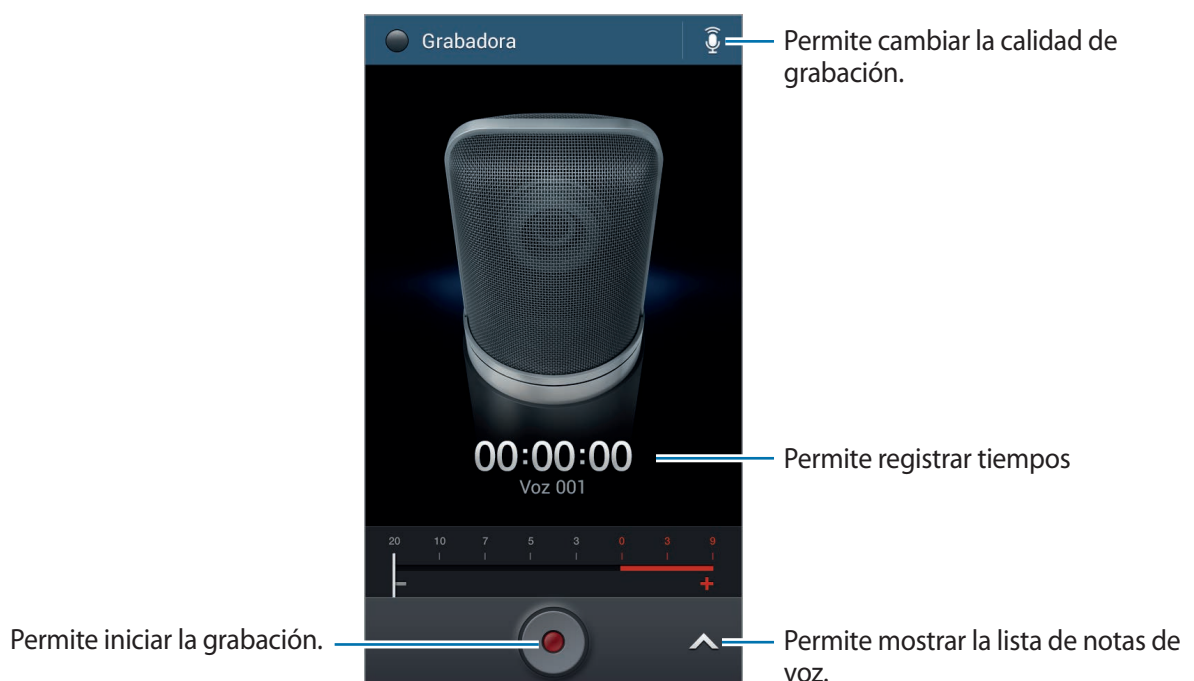 Grabadora
Permite cambiar la calidad de
grabación.
00:00:00
Permite registrar tiempos
Voz 001
20 10 7 5 3 0 3 9
− +
Permite iniciar la grabación.
Permite mostrar la lista de notas de
voz.